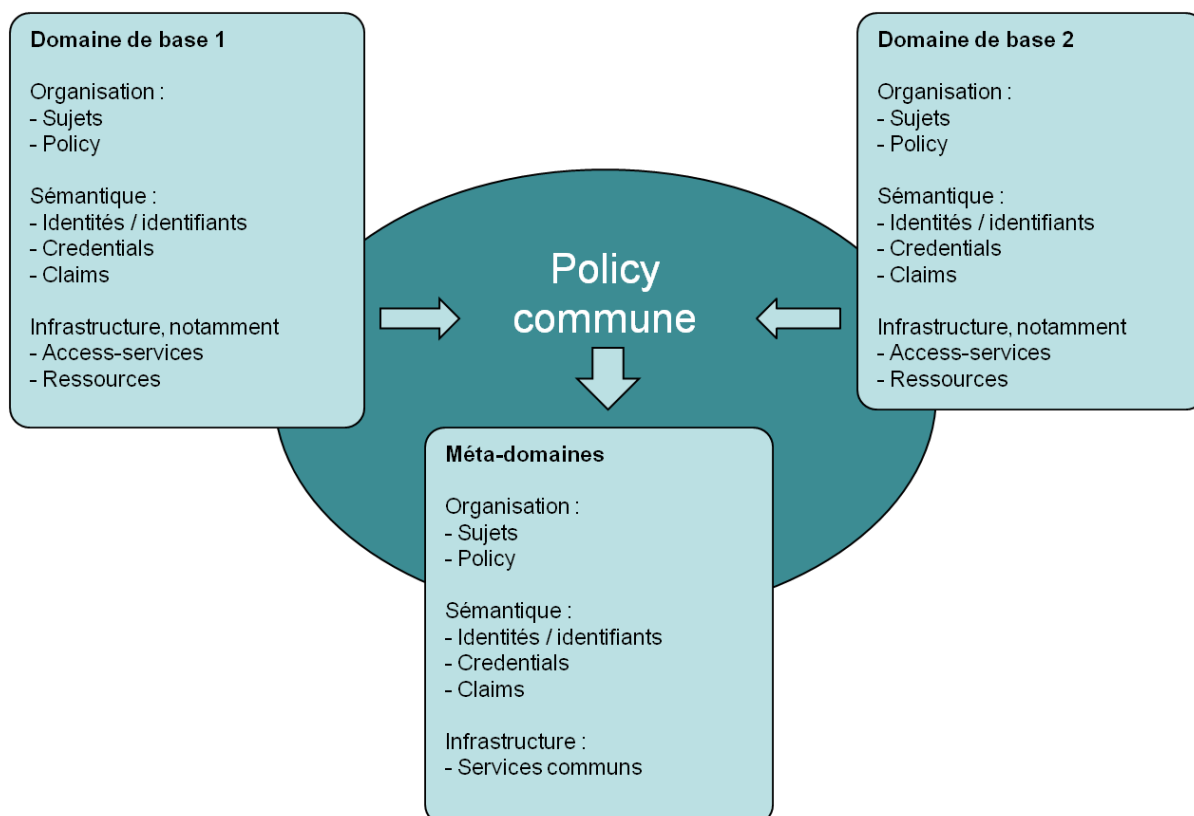 Domaine de base 1
Organisation :
- Sujets
- Policy
Sémantique :
- Identités / identifiants
- Credentials
- Claims
Infrastructure, notamment
- Access-services
- Ressources
Domaine de base 2
Organisation :
- Sujets
- Policy
Sémantique :
- Identités / identifiants
- Credentials
- Claims
Infrastructure, notamment
- Access-services
- Ressources
Policy
commune
Méta-domaines
Organisation :
- Sujets
- Policy
Sémantique :
- Identités / identifiants
- Credentials
- Claims
Infrastructure :
- Services communs